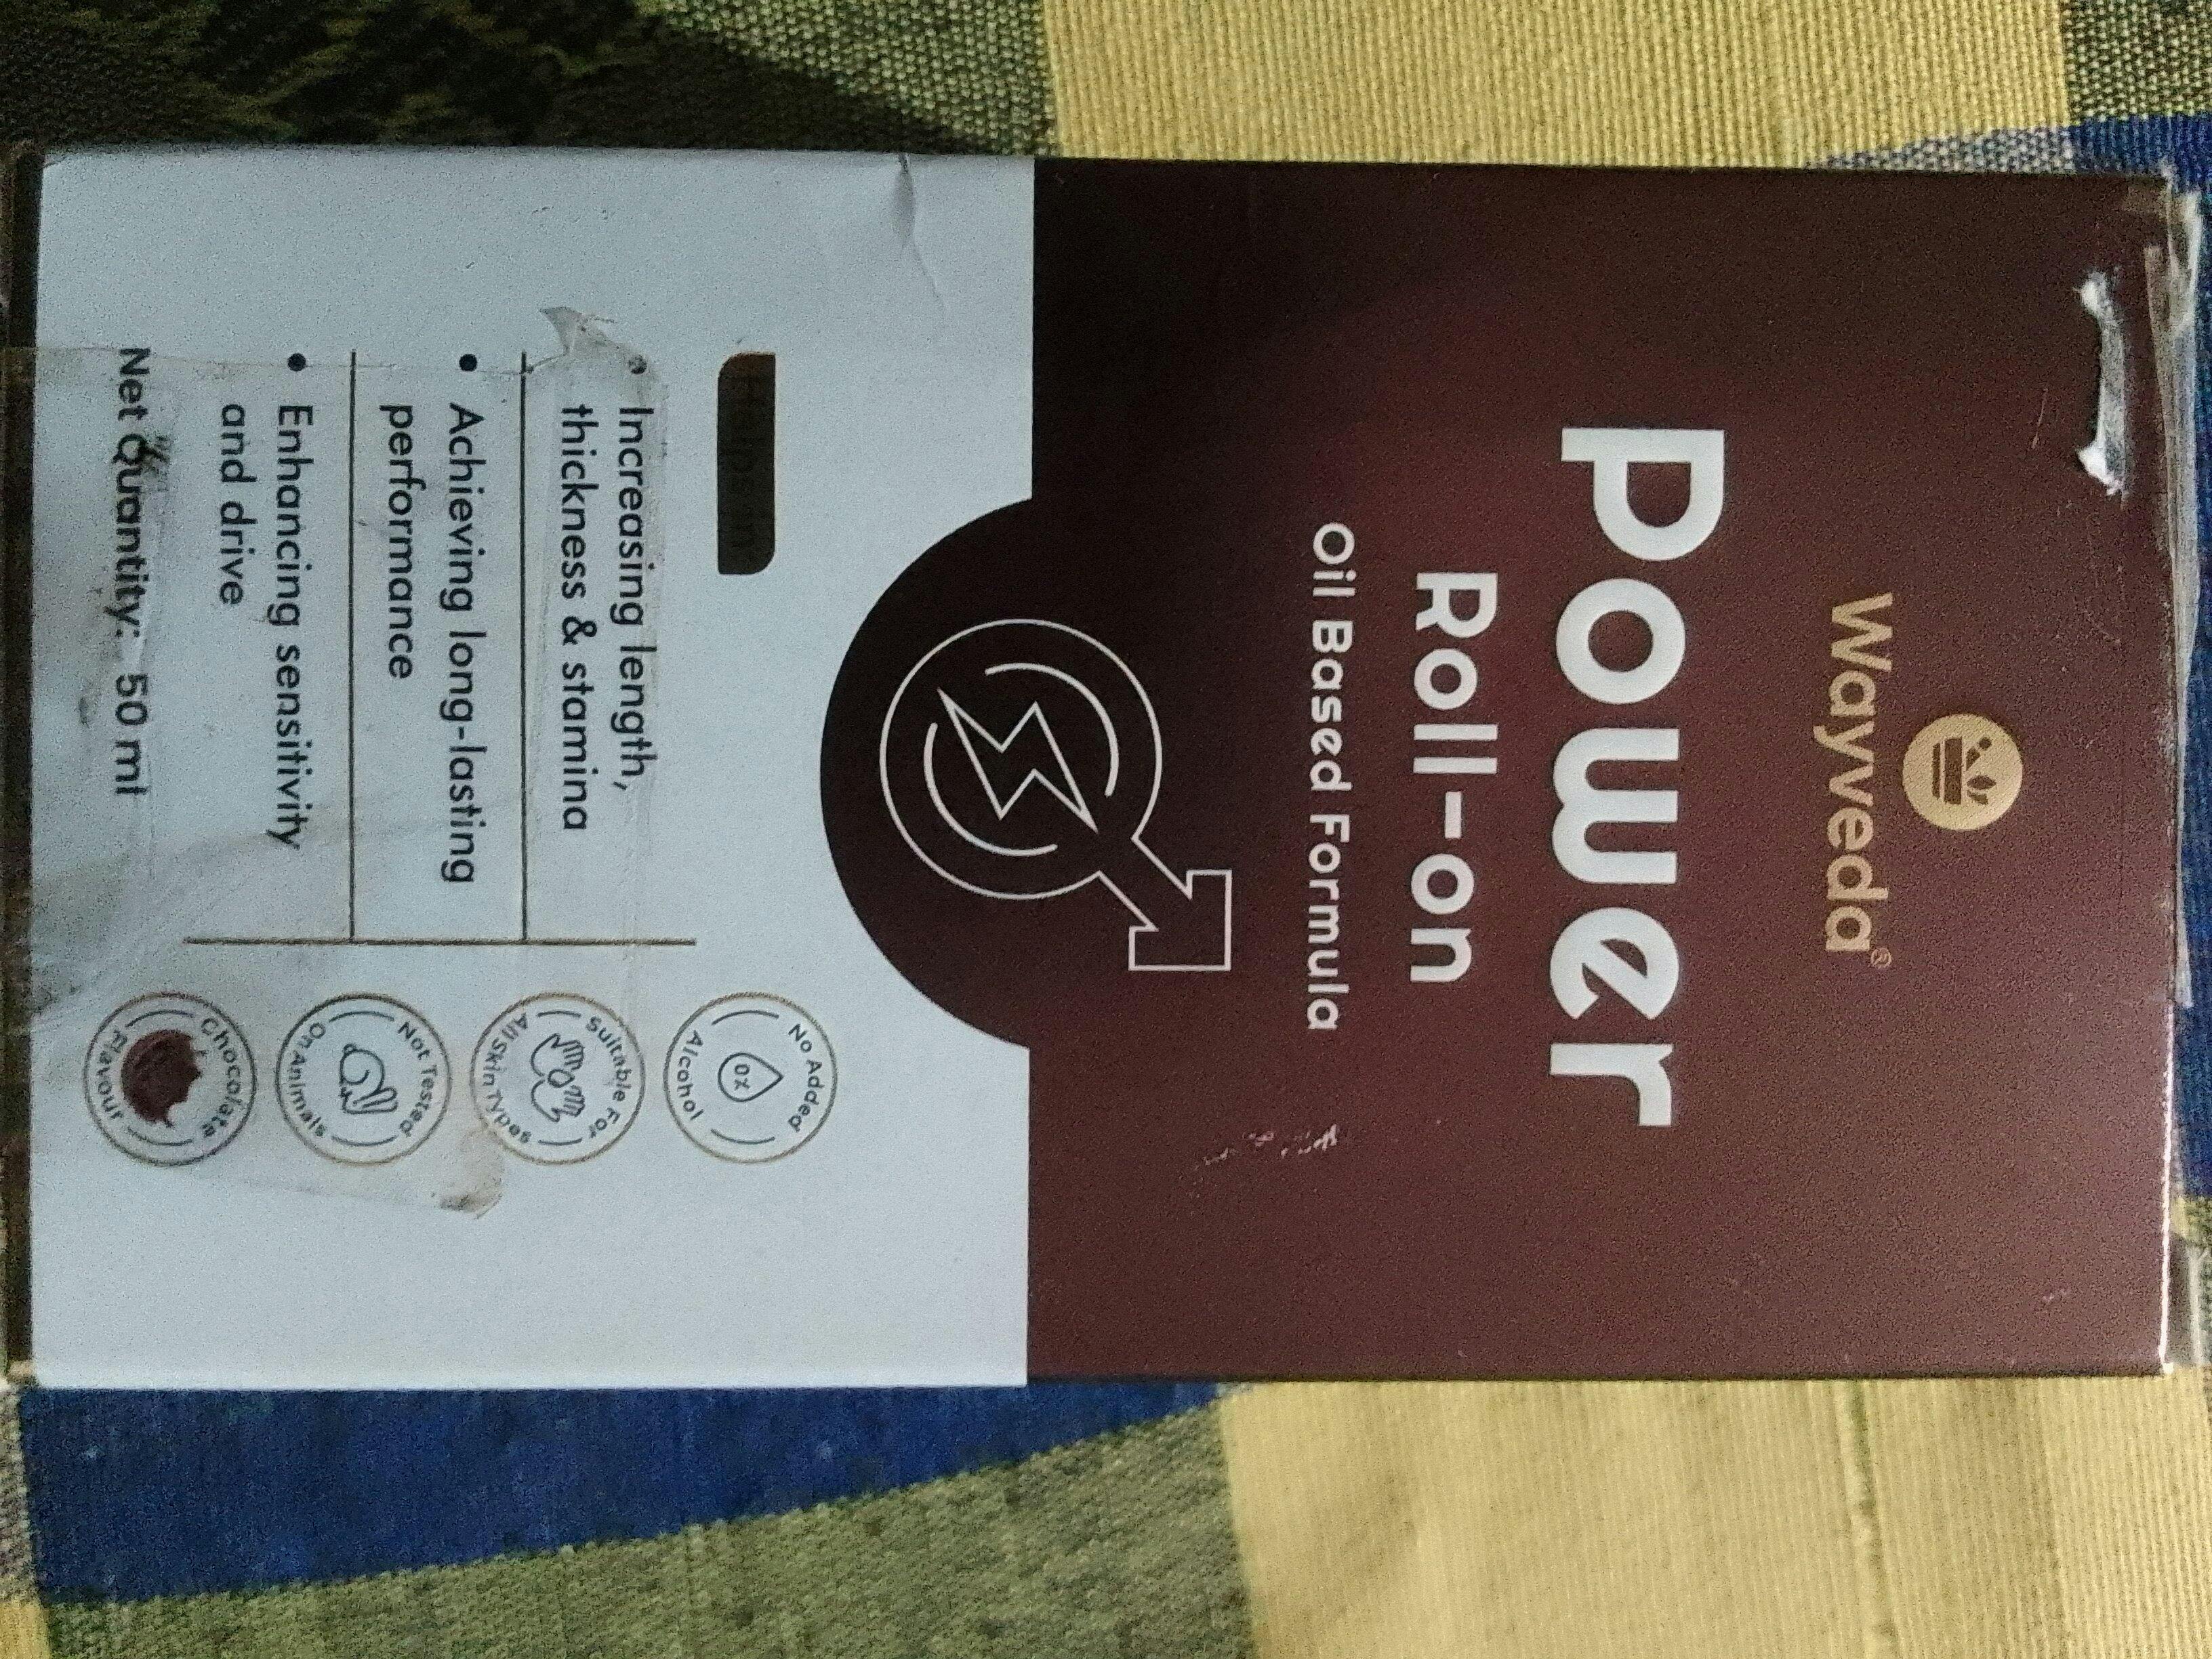 Wayveda®
Power
Roll-on
Oil Based Formula
Helps in
• Increasing length,
thickness & stamina
• Achieving long-lasting
performance
• Enhancing sensitivity
and drive
Net Quantity: 50 ml
No Added
0%
Alcohol
Suitable For
All Skin Types
Not Tested
On Animals
Chocolate
Flavour